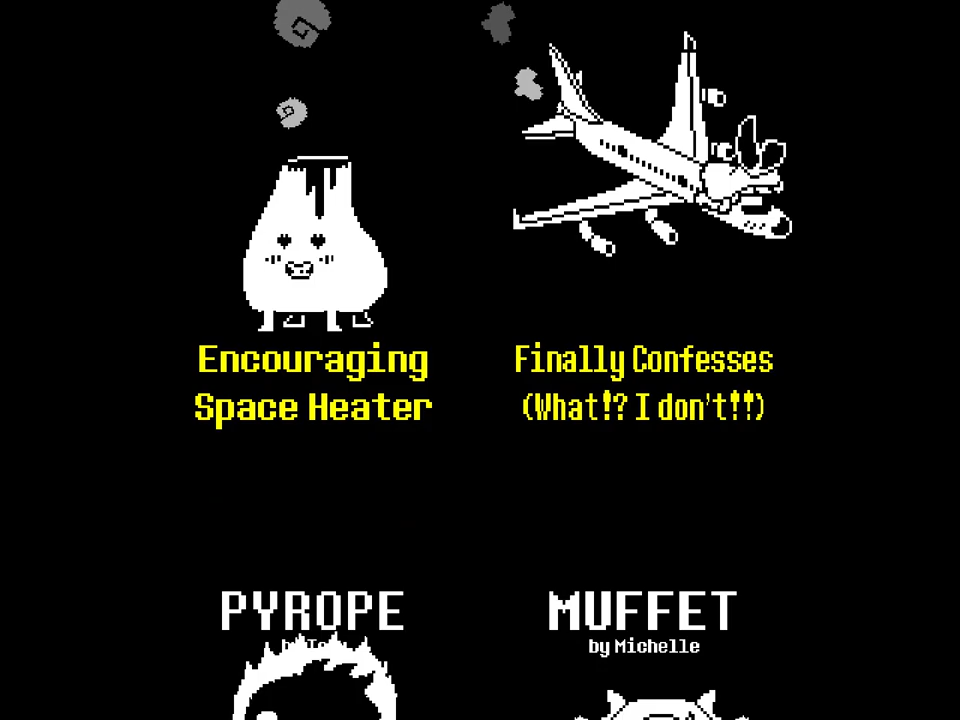 Encouraging
Space Heater
Finally Confesses
(What!? I don't!!)
PYROPE
MUFFET
by Michelle